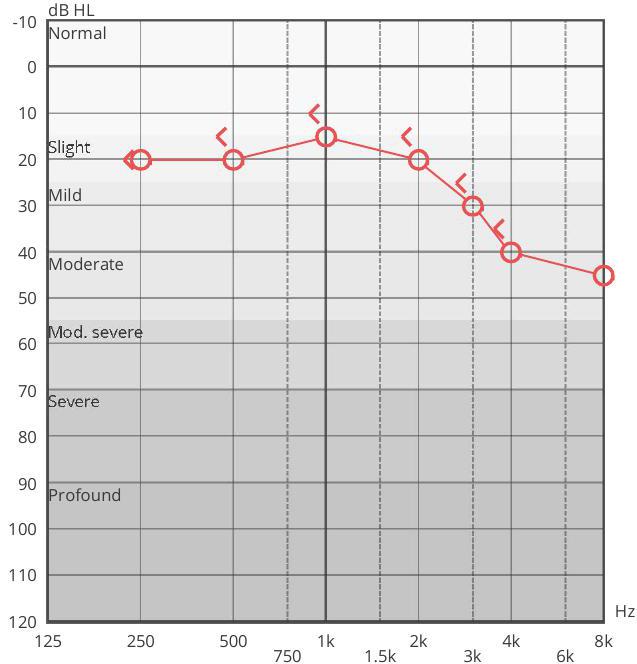 dB HL
-10
Normal
0
10
Slight
20
Mild
30
40
Moderate
50
Mod. severe
60
70
Severe
80
90
Profound
100
110
120
Hz
125 250 500 1k 2k 4k 8k
750 1.5k 3k 6k